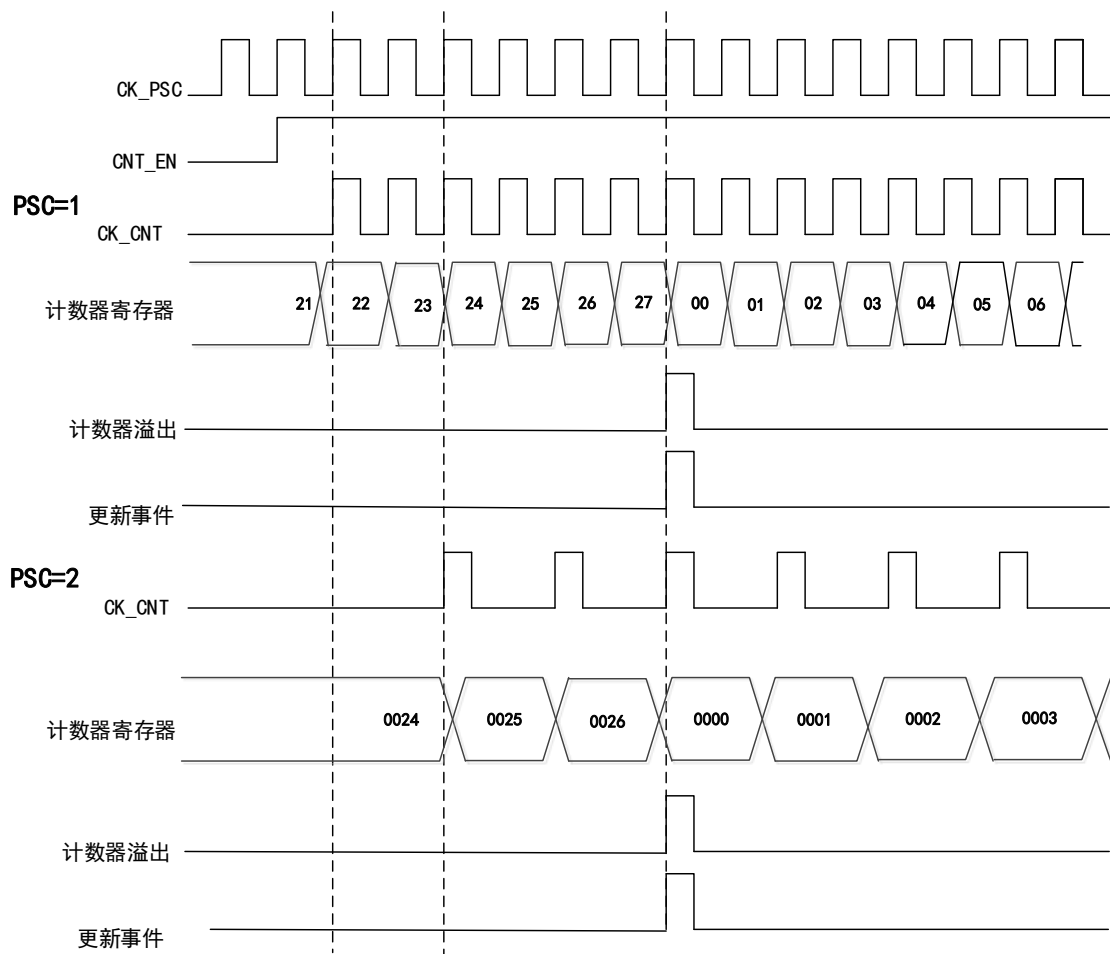 CK_PSC
CNT_EN
PSC=1
CK_CNT
计数器寄存器 21 22 23 24 25 26 27 00 01 02 03 04 05 06
计数器溢出
更新事件
PSC=2
CK_CNT
计数器寄存器 0024 0025 0026 0000 0001 0002 0003
计数器溢出
更新事件